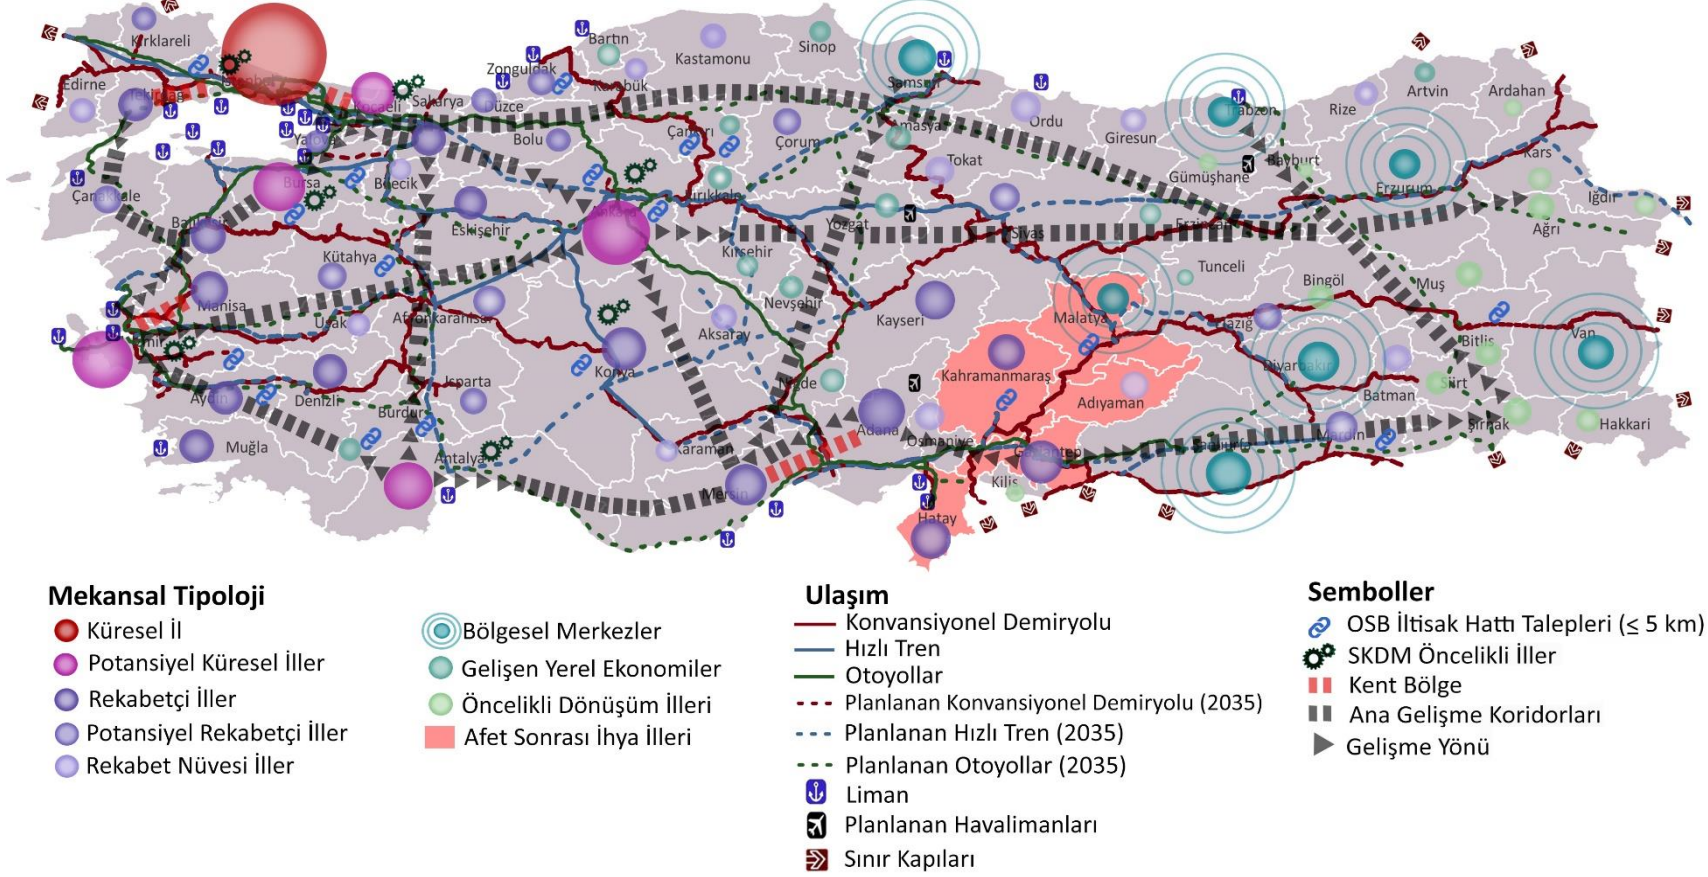 Kırklareli
Edirne
Tekirdağ
İstanbul
Kocaeli
Sakarya
Düzce
Zonguldak
Bartın
Karabük
Kastamonu
Sinop
Samsun
Ordu
Giresun
Trabzon
Rize
Artvin
Ardahan
Kars
Iğdır
Ağrı
Erzurum
Bayburt
Gümüşhane
Tokat
Amasya
Çorum
Çankırı
Bolu
Yalova
Bursa
Bilecik
Çanakkale
Balıkesir
Eskişehir
Ankara
Kırıkkale
Yozgat
Sivas
Erzincan
Tunceli
Bingöl
Muş
Bitlis
Van
Kütahya
Kırşehir
Nevşehir
Kayseri
Malatya
Elazığ
Manisa
Uşak
Afyonkarahisar
Aksaray
İzmir
Konya
Niğde
Kahramanmaraş
Adıyaman
Diyarbakır
Batman
Siirt
Şırnak
Hakkari
Aydın
Denizli
Isparta
Burdur
Muğla
Antalya
Karaman
Mersin
Adana
Osmaniye
Gaziantep
Kilis
Hatay
Şanlıurfa
Mardin
Mekansal Tipoloji
Küresel İl
Potansiyel Küresel İller
Rekabetçi İller
Potansiyel Rekabetçi İller
Rekabet Nüvesi İller
Bölgesel Merkezler
Gelişen Yerel Ekonomiler
Öncelikli Dönüşüm İlleri
Afet Sonrası İhya İlleri
Ulaşım
Konvansiyonel Demiryolu
Hızlı Tren
Otoyollar
Planlanan Konvansiyonel Demiryolu (2035)
Planlanan Hızlı Tren (2035)
Planlanan Otoyollar (2035)
Liman
Planlanan Havalimanları
Sınır Kapıları
Semboller
OSB İltisak Hattı Talepleri (≤ 5 km)
SKDM Öncelikli İller
Kent Bölge
Ana Gelişme Koridorları
Gelişme Yönü